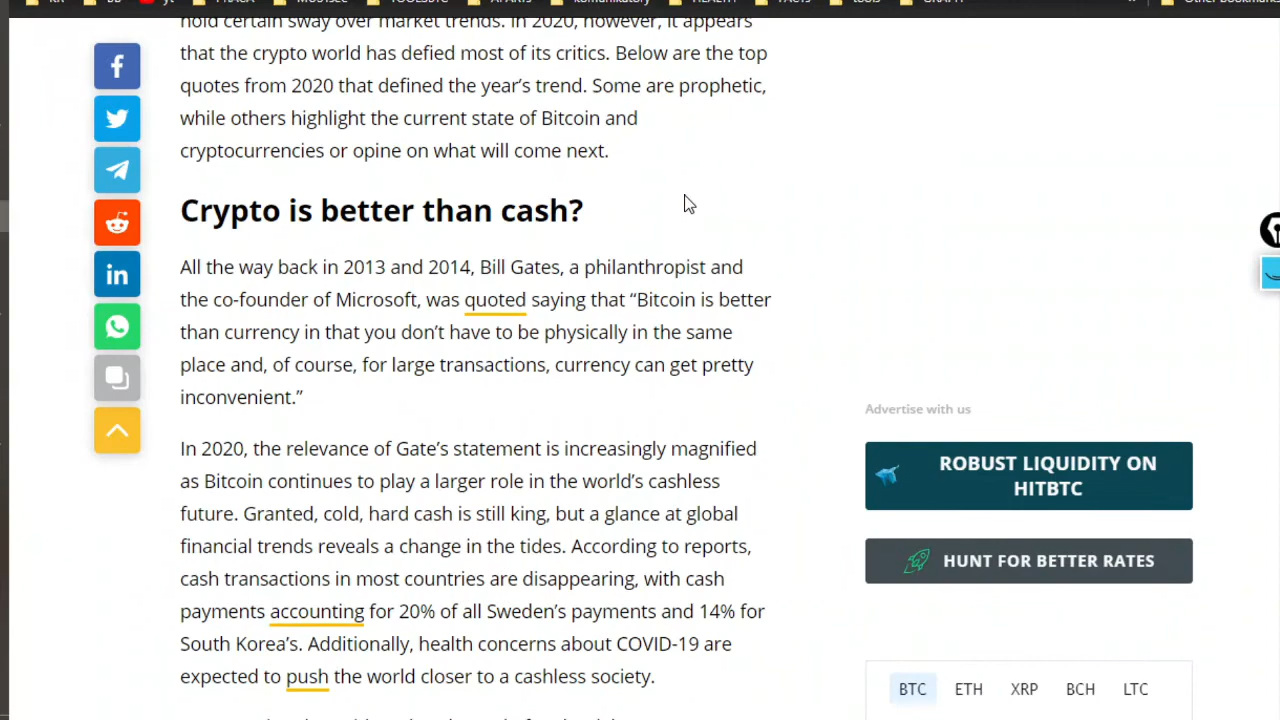 hold certain sway over market trends. In 2020, however, it appears
that the crypto world has defied most of its critics. Below are the top
quotes from 2020 that defined the year’s trend. Some are prophetic,
while others highlight the current state of Bitcoin and
cryptocurrencies or opine on what will come next.
Crypto is better than cash?
All the way back in 2013 and 2014, Bill Gates, a philanthropist and
the co-founder of Microsoft, was quoted saying that “Bitcoin is better
than currency in that you don’t have to be physically in the same
place and, of course, for large transactions, currency can get pretty
inconvenient.”
In 2020, the relevance of Gate’s statement is increasingly magnified
as Bitcoin continues to play a larger role in the world’s cashless
future. Granted, cold, hard cash is still king, but a glance at global
financial trends reveals a change in the tides. According to reports,
cash transactions in most countries are disappearing, with cash
payments accounting for 20% of all Sweden’s payments and 14% for
South Korea’s. Additionally, health concerns about COVID-19 are
expected to push the world closer to a cashless society.
Advertise with us
ROBUST LIQUIDITY ON
HITBTC
HUNT FOR BETTER RATES
BTC ETH XRP BCH LTC